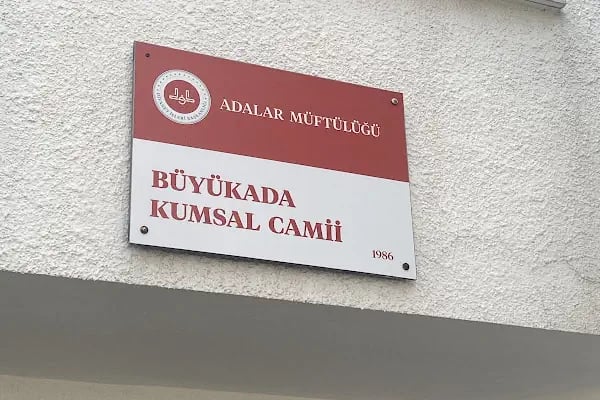 ADALAR MÜFTÜLÜĞÜ
BÜYÜKADA
KUMSAL CAMİİ
1986